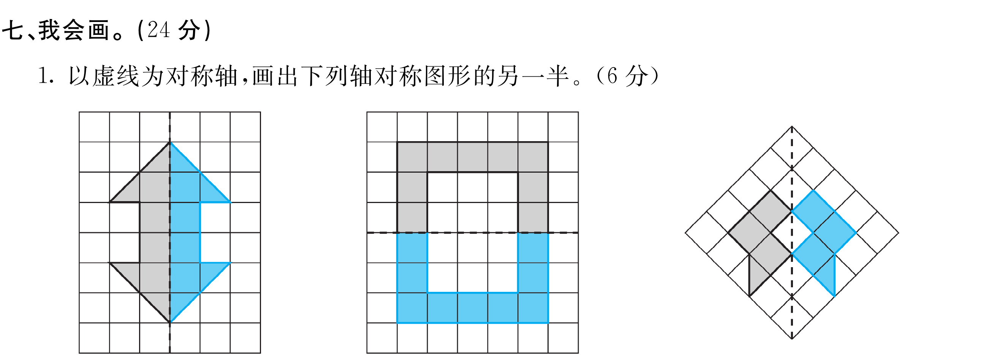 七、我会画。(24 分)
1. 以虚线为对称轴,画出下列轴对称图形的另一半。(6 分)